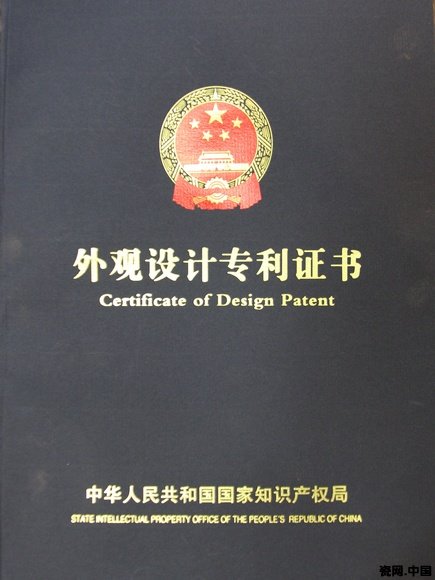 外观设计专利证书
Certificate of Design Patent
中华人民共和国国家知识产权局
STATE INTELLECTUAL PROPERTY OFFICE OF THE PEOPLE'S REPUBLIC OF CHINA
瓷网.中国